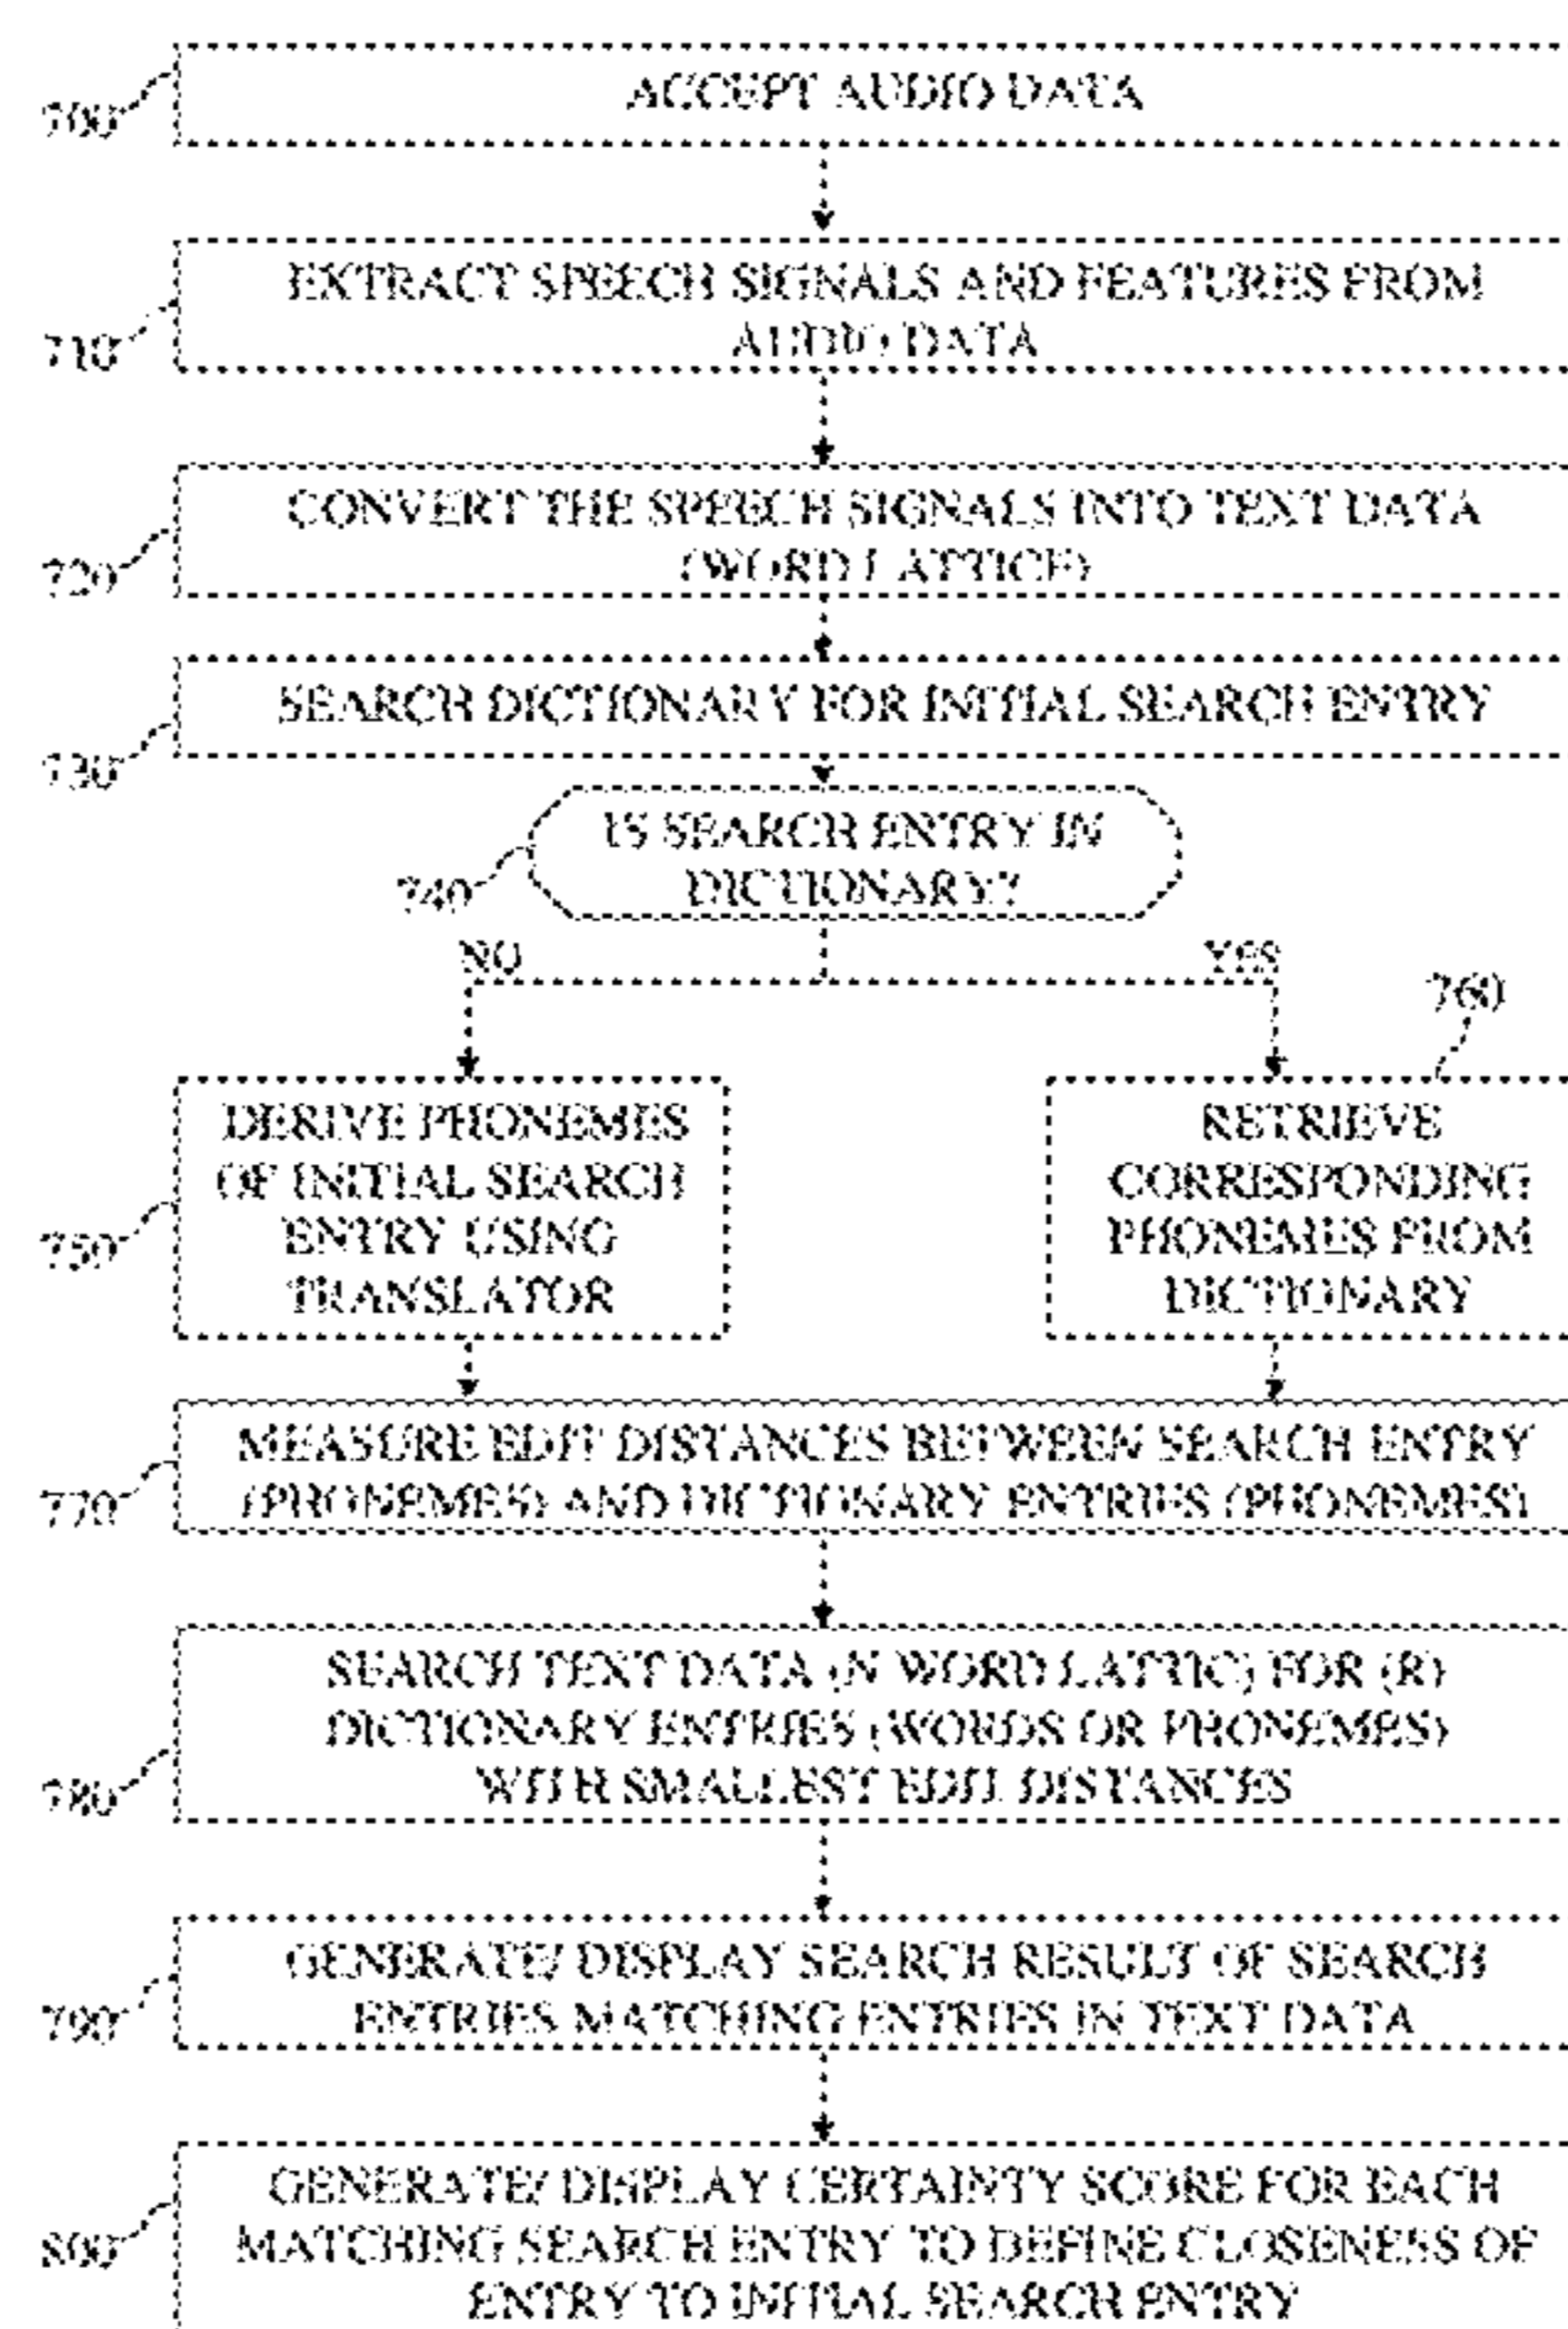 700
ACCEPT AUDIO DATA
710
EXTRACT SPEECH SIGNALS AND FEATURES FROM
AUDIO DATA
720
CONVERT THE SPEECH SIGNALS INTO TEXT DATA
(WORD LATTICE)
730
SEARCH DICTIONARY FOR INITIAL SEARCH ENTRY
740
IS SEARCH ENTRY IN
DICTIONARY?
NO
YES
750
DERIVE PHONEMES
OF INITIAL SEARCH
ENTRY USING
TRANSLATOR
760
RETRIEVE
CORRESPONDING
PHONEMES FROM
DICTIONARY
770
MEASURE EDIT DISTANCES BETWEEN SEARCH ENTRY
(PHONEMES) AND DICTIONARY ENTRIES (PHONEMES)
780
SEARCH TEXT DATA (N WORD LATTIC) FOR (R)
DICTIONARY ENTRIES (WORDS OR PHONEMES)
WITH SMALLEST EDIT DISTANCES
790
GENERATE/ DISPLAY SEARCH RESULT OF SEARCH
ENTRIES MATCHING ENTRIES IN TEXT DATA
800
GENERATE/ DISPLAY CERTAINTY SCORE FOR EACH
MATCHING SEARCH ENTRY TO DEFINE CLOSENESS OF
ENTRY TO INITIAL SEARCH ENTRY